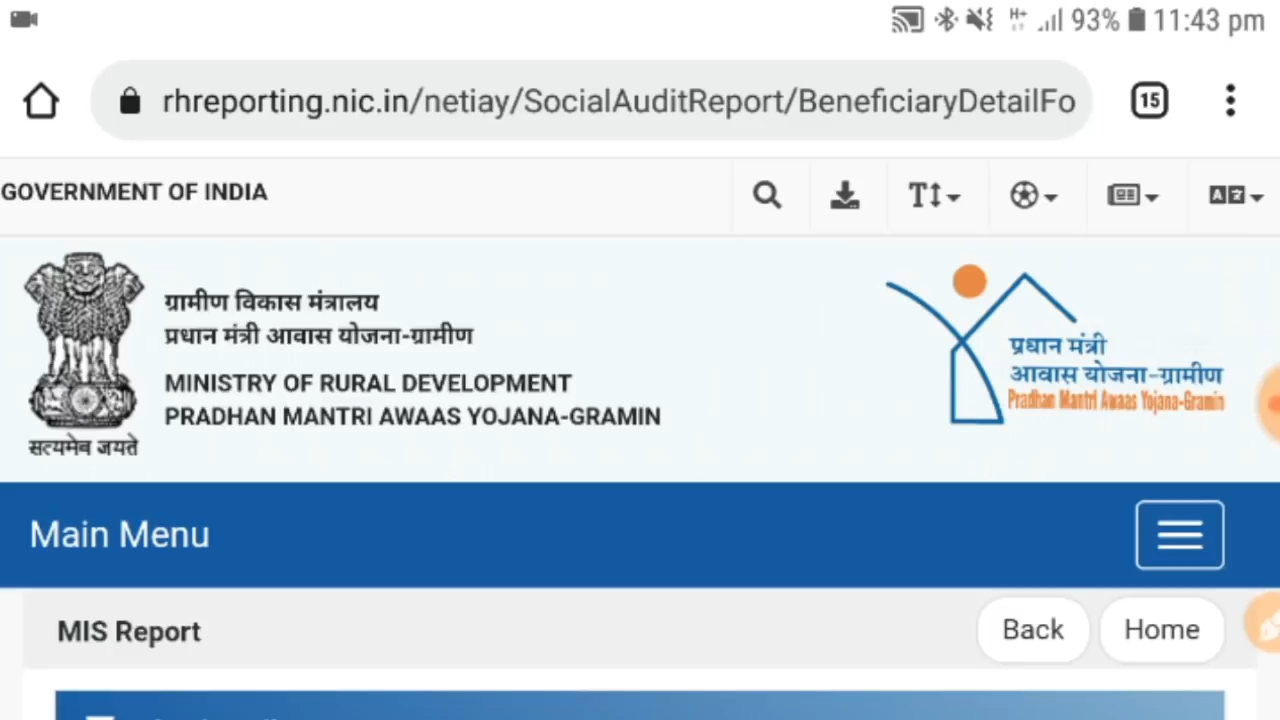 93% 11:43 pm
rhreporting.nic.in/netiay/SocialAuditReport/BeneficiaryDetailFo
15
GOVERNMENT OF INDIA
ग्रामीण विकास मंत्रालय
प्रधान मंत्री आवास योजना-ग्रामीण
MINISTRY OF RURAL DEVELOPMENT
PRADHAN MANTRI AWAAS YOJANA-GRAMIN
सत्यमेव जयते
प्रधान मंत्री
आवास योजना-ग्रामीण
Pradhan Mantri Awaas Yojana-Gramin
Main Menu
MIS Report
Back
Home